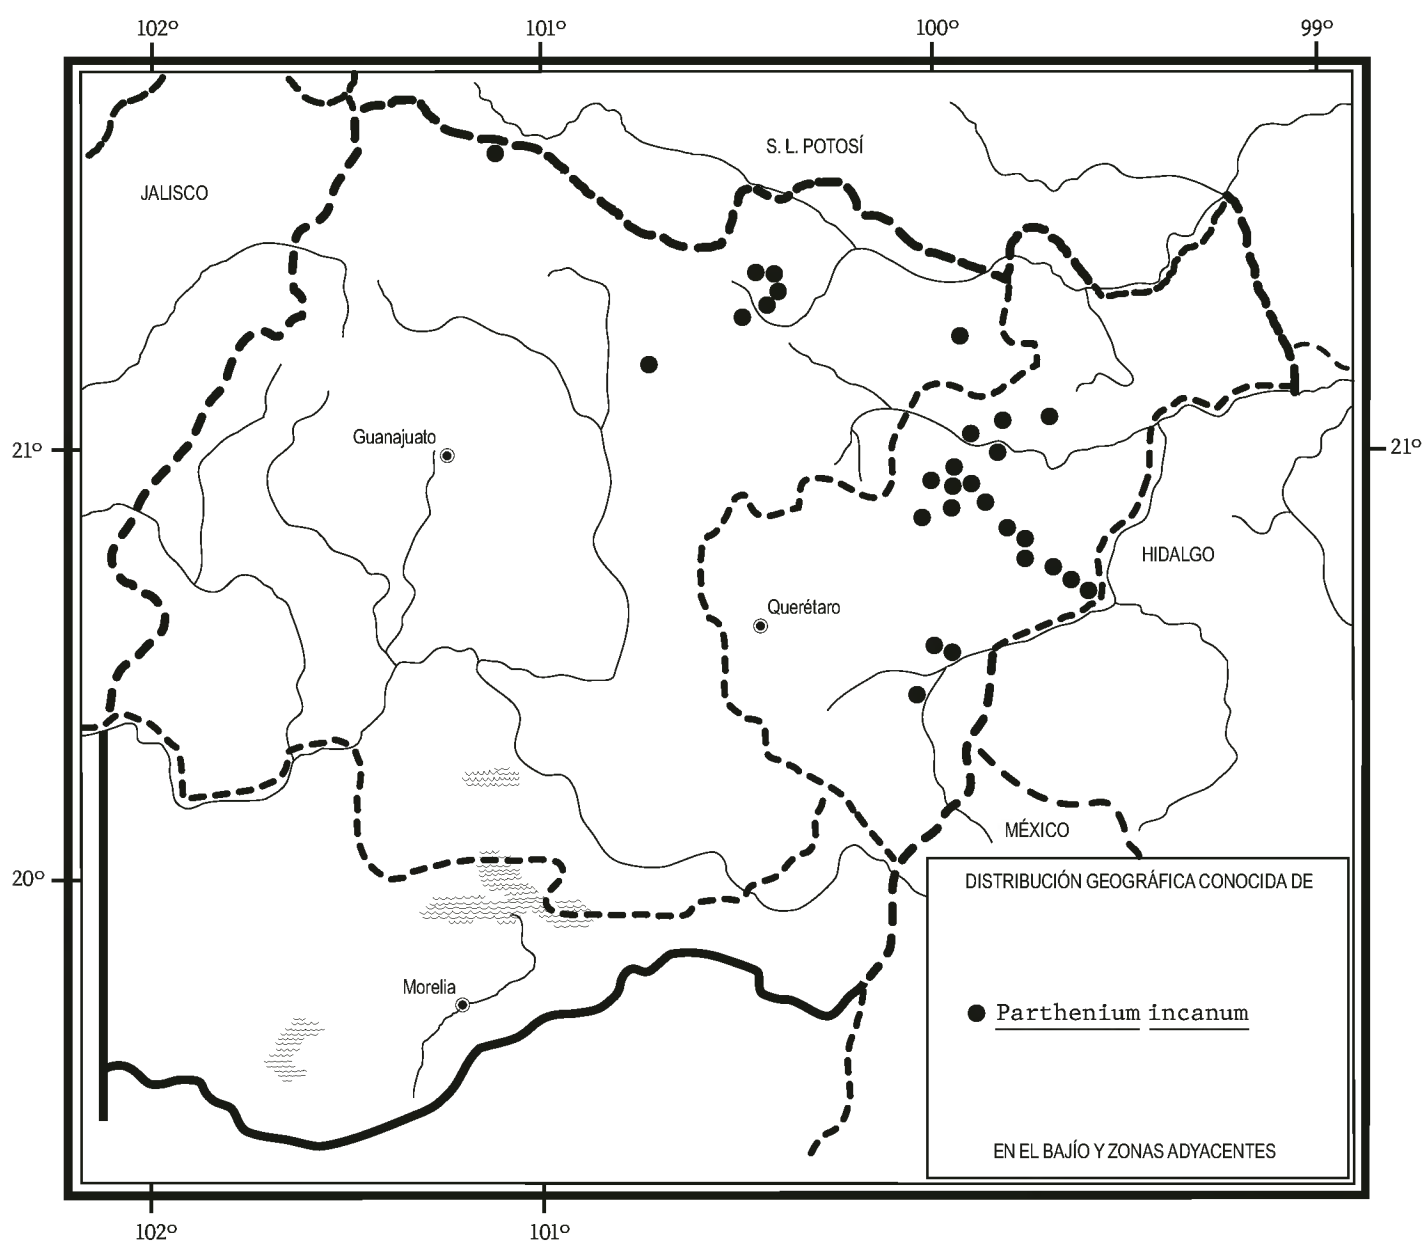 102º 101º 100º 99º
S. L. POTOSÍ
JALISCO
Guanajuato
21º 21º
HIDALGO
Querétaro
MÉXICO
20º
DISTRIBUCIÓN GEOGRÁFICA CONOCIDA DE
Morelia
Parthenium incanum
EN EL BAJÍO Y ZONAS ADYACENTES
102º 101º